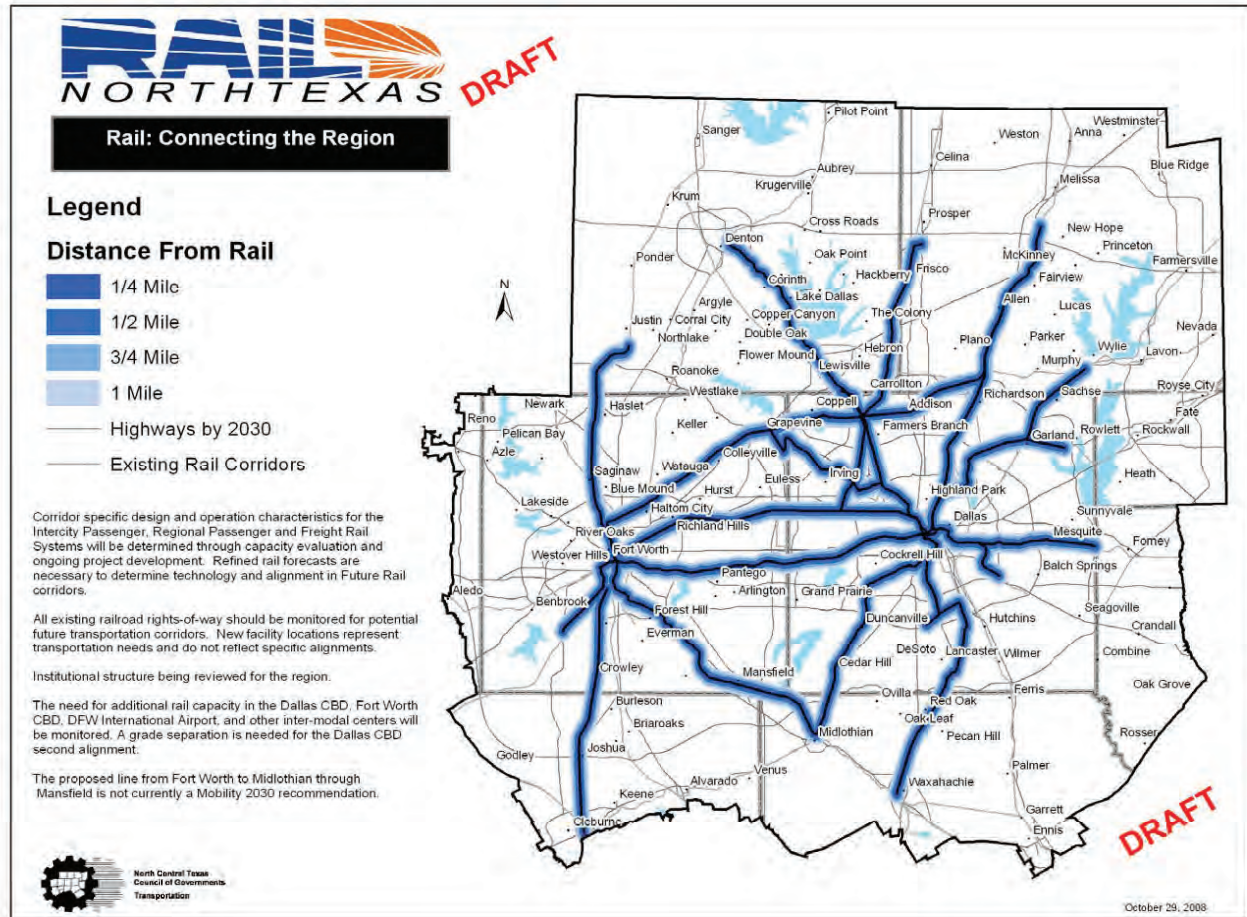 RAIL
NORTHTEXAS
DRAFT
Rail: Connecting the Region
Legend
Distance From Rail
1/4 Mile
1/2 Mile
3/4 Mile
1 Mile
Highways by 2030
Existing Rail Corridors
Corridor specific design and operation characteristics for the
Intercity Passenger, Regional Passenger and Freight Rail
Systems will be determined through capacity evaluation and
ongoing project development. Refined rail forecasts are
necessary to determine technology and alignment in Future Rail
corridors.
All existing railroad rights-of-way should be monitored for potential
future transportation corridors. New facility locations represent
transportation needs and do not reflect specific alignments.
Institutional structure being reviewed for the region.
The need for additional rail capacity in the Dallas CBD, Fort Worth
CBD, DFW International Airport, and other inter-modal centers will
be monitored. A grade separation is needed for the Dallas CBD
second alignment.
The proposed line from Fort Worth to Midlothian through
Mansfield is not currently a Mobility 2030 recommendation.
North Central Texas
Council of Governments
Transportation
N
Pilot Point
Sanger
Westminster
Weston
Anna
Celina
Blue Ridge
Aubrey
Krugerville
Melissa
Krum
Cross Roads
Prosper
New Hope
Denton
Princeton
Oak Point
McKinney
Farmersville
Ponder
Hackberry
Frisco
Fairview
Corinth
Lake Dallas
Allen
Lucas
Argyle
Copper Canyon
The Colony
Justin
Corral City
Double Oak
Nevada
Northlake
Plano
Parker
Wylie
Lavon
Flower Mound
Hebron
Murphy
Lewisville
Roanoke
Carrollton
Westlake
Richardson
Sachse
Royse City
Newark
Haslet
Coppell
Addison
Fate
Reno
Keller
Grapevine
Farmers Branch
Rowlett
Rockwall
Pelican Bay
Garland
Azle
Colleyville
Watauga
Irving
Heath
Saginaw
Euless
Blue Mound
Hurst
Highland Park
Lakeside
Haltom City
Sunnyvale
Richland Hills
Dallas
River Oaks
Mesquite
Forney
Westover Hills
Fort Worth
Cockrell Hill
Balch Springs
Pantego
Aledo
Arlington
Grand Prairie
Benbrook
Seagoville
Forest Hill
Duncanville
Hutchins
Crandall
Everman
DeSoto
Lancaster
Wilmer
Combine
Crowley
Mansfield
Cedar Hill
Oak Grove
Ovilla
Ferris
Burleson
Red Oak
Oak Leaf
Briaroaks
Midlothian
Pecan Hill
Rosser
Godley
Joshua
Venus
Palmer
Alvarado
Waxahachie
Keene
Garrett
Cleburne
Ennis
DRAFT
October 29, 2008